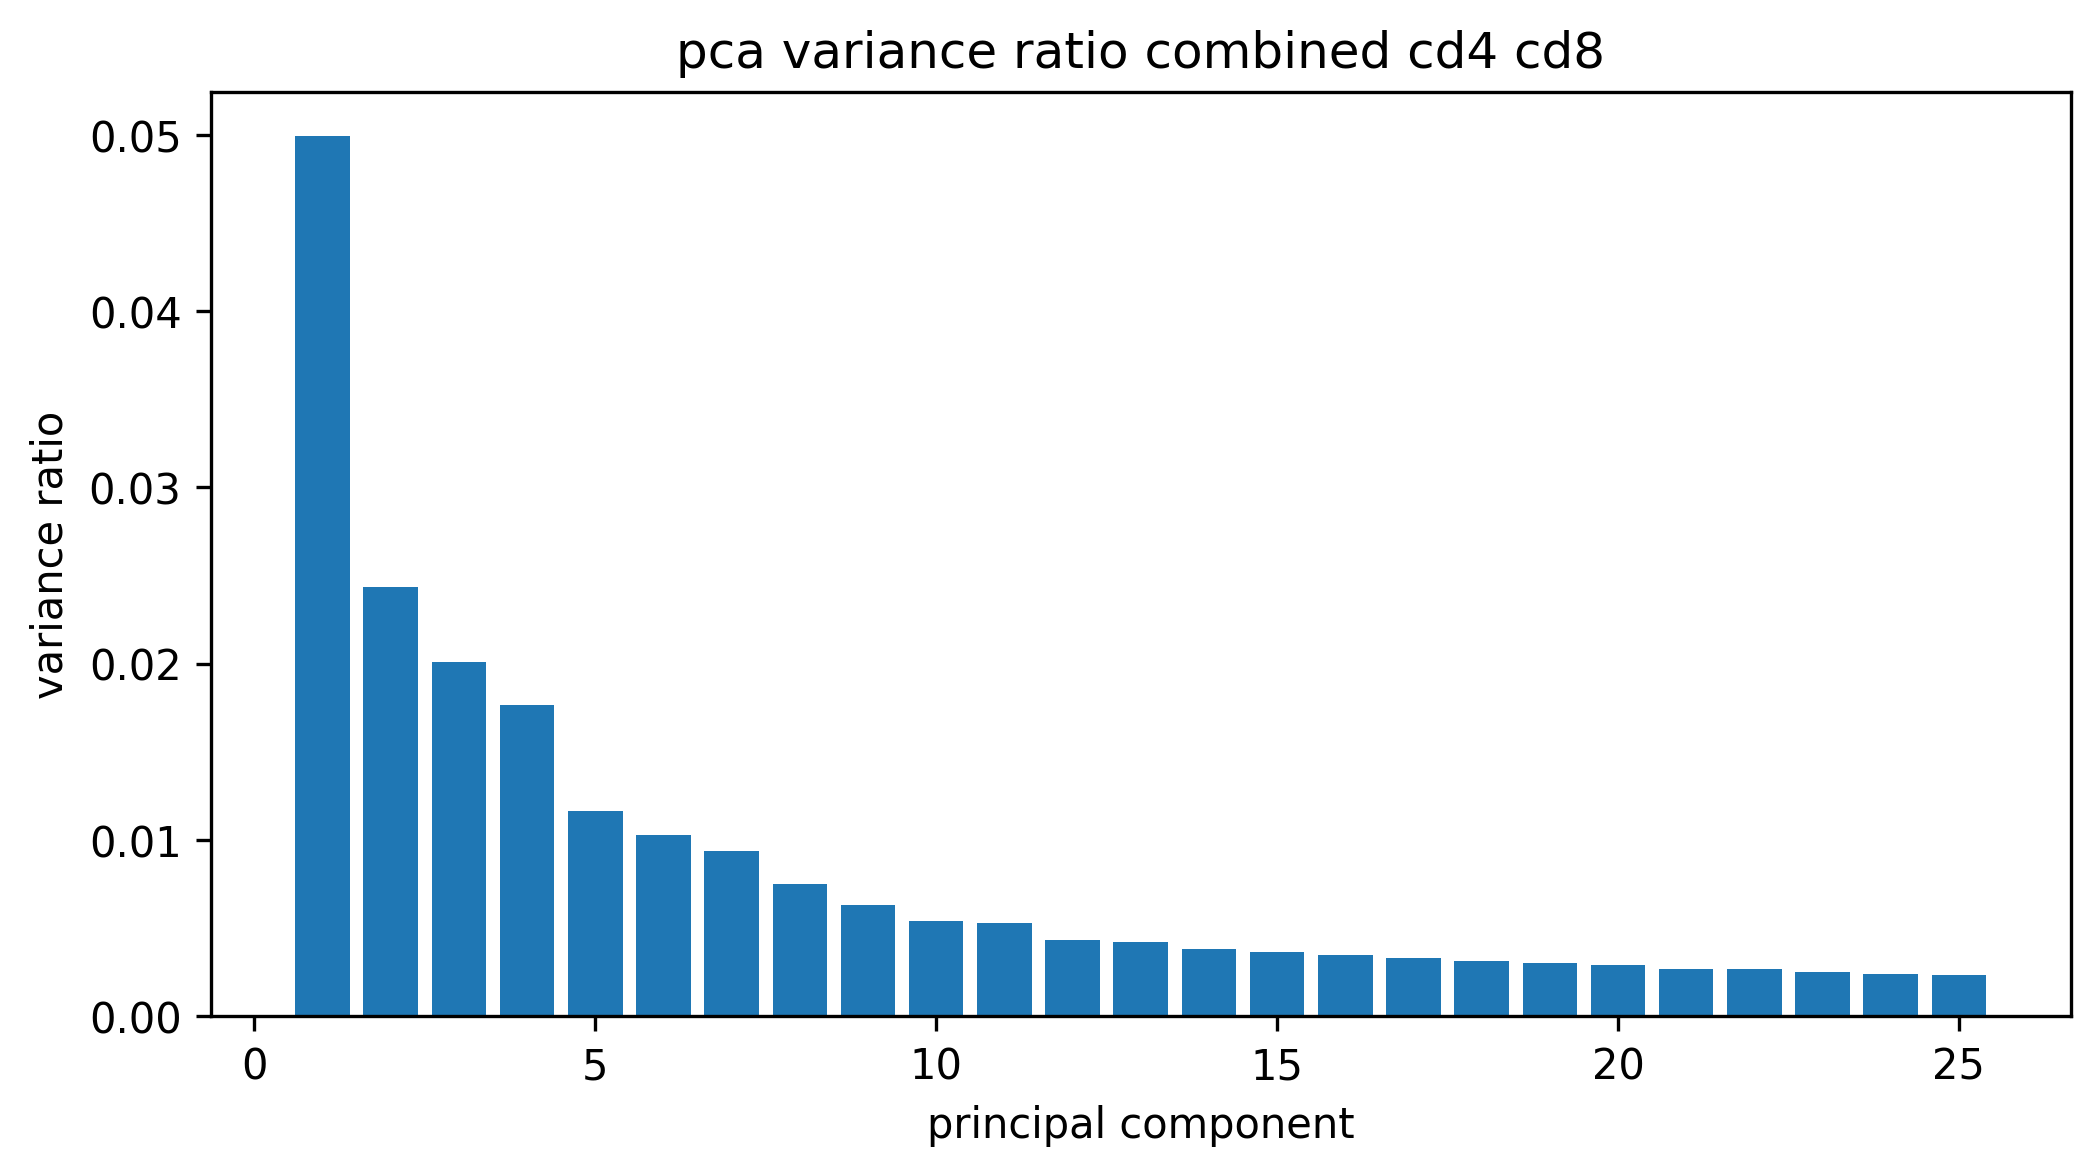 pca variance ratio combined cd4 cd8
variance ratio
0.05
0.04
0.03
0.02
0.01
0.00
0 5 10 15 20 25
principal component